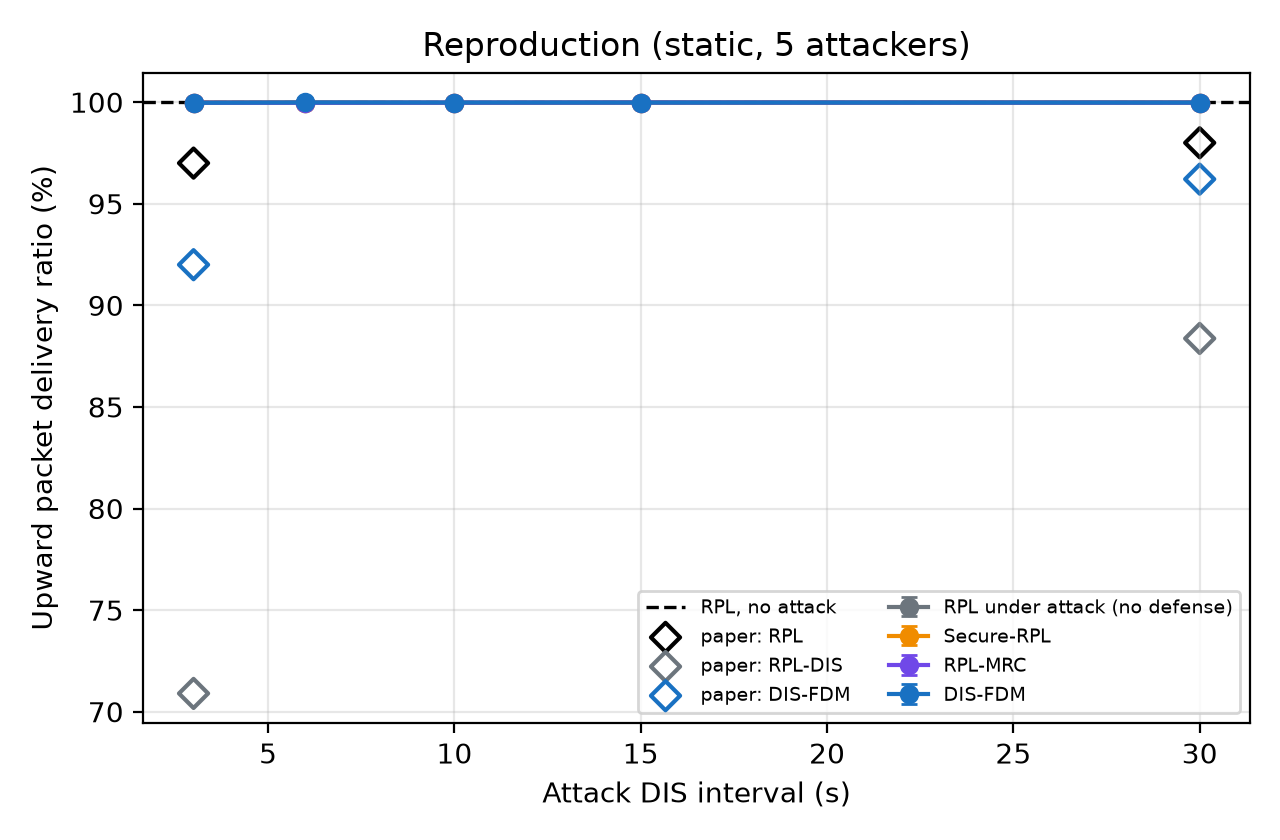 Reproduction (static, 5 attackers)
Upward packet delivery ratio (%)
100
95
90
85
80
75
70
RPL, no attack
paper: RPL
paper: RPL-DIS
paper: DIS-FDM
RPL under attack (no defense)
Secure-RPL
RPL-MRC
DIS-FDM
5 10 15 20 25 30
Attack DIS interval (s)